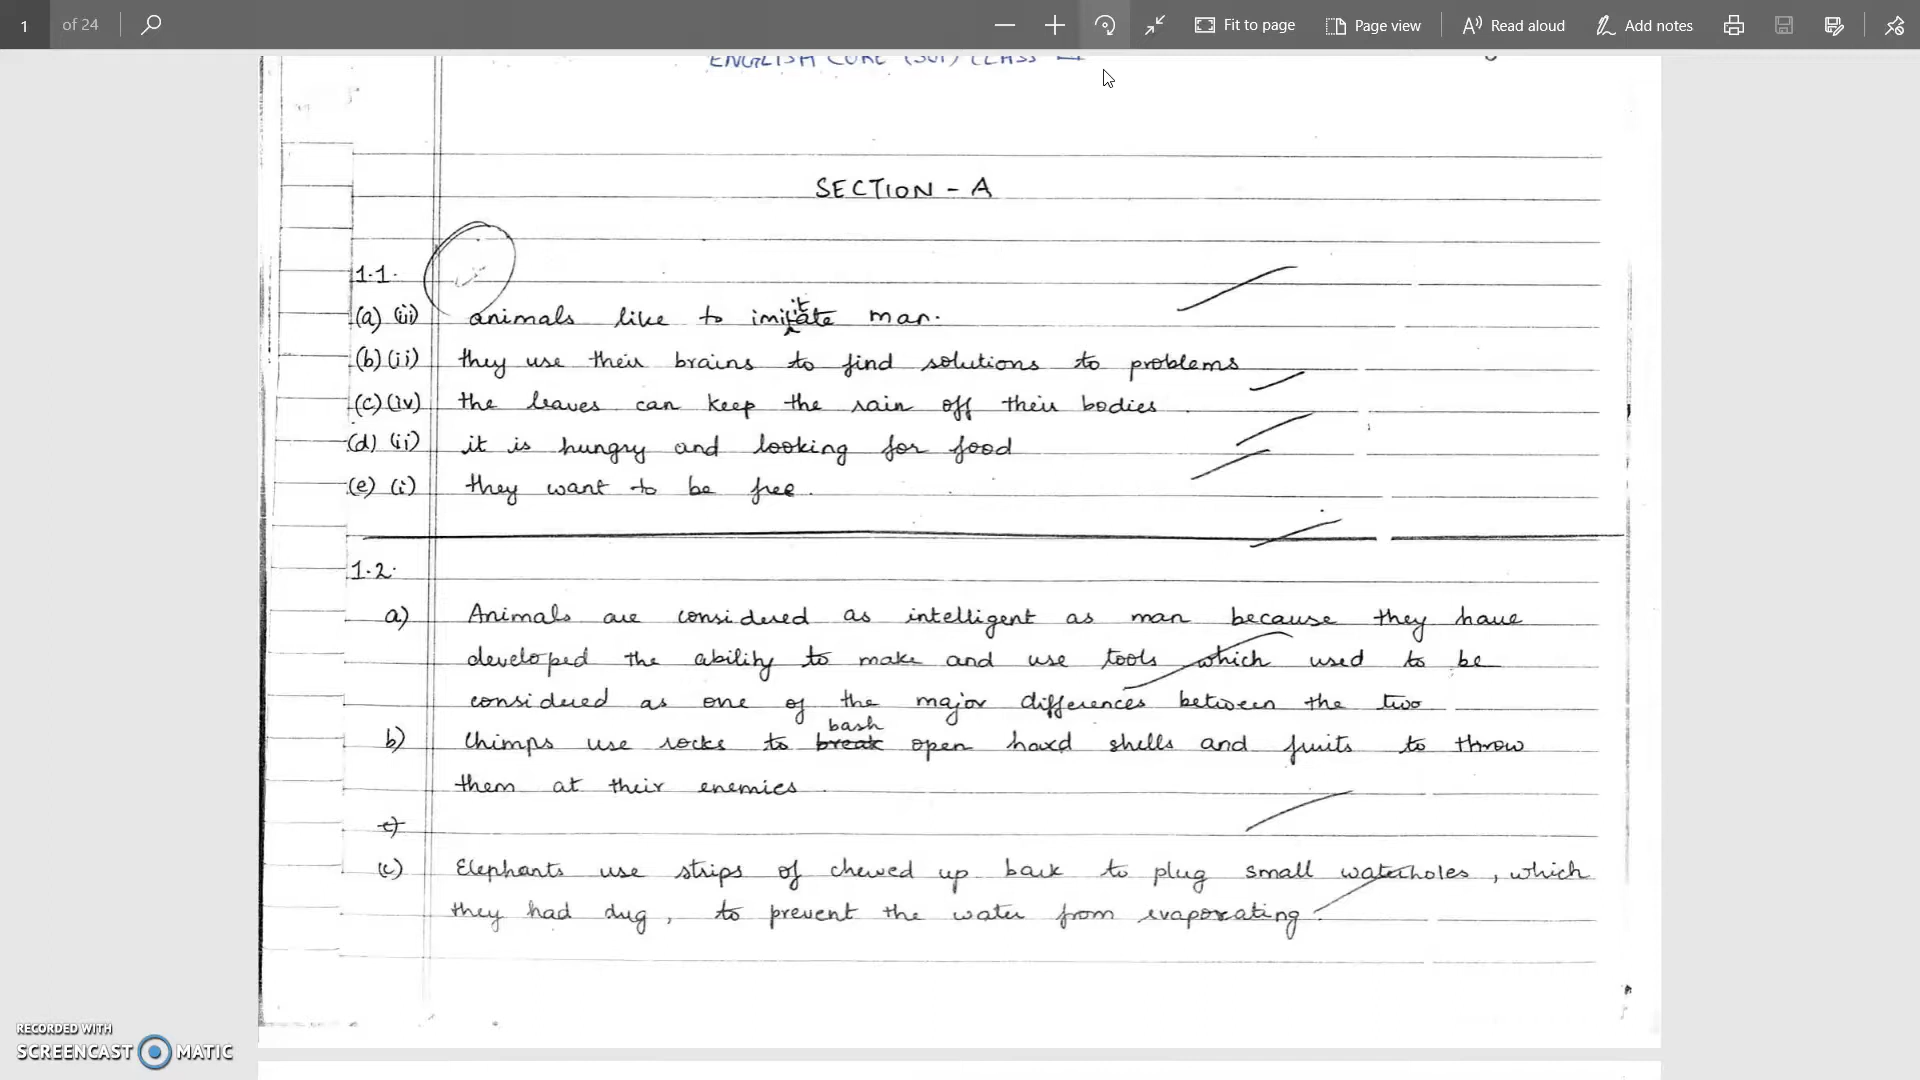 1 of 24 Fit to page Page view Read aloud Add notes
ENGLISH CORE (301) CLASS
SECTION - A
1.1.
(a) (iii) animals like to imitate man.
(b) (ii) they use their brains to find solutions to problems
(c) (iv) the leaves can keep the rain off their bodies.
(d) (ii) it is hungry and looking for food
(e) (i) they want to be free.
1.2.
a) Animals are considered as intelligent as man because they have
developed the ability to make and use tools which used to be
considered as one of the major differences between the two
bash
b) Chimps use rocks to break open hard shells and fruits to throw
them at their enemies.
c)
(c) Elephants use strips of chewed up bark to plug small waterholes, which
they had dug, to prevent the water from evaporating.
RECORDED WITH
SCREENCAST MATIC